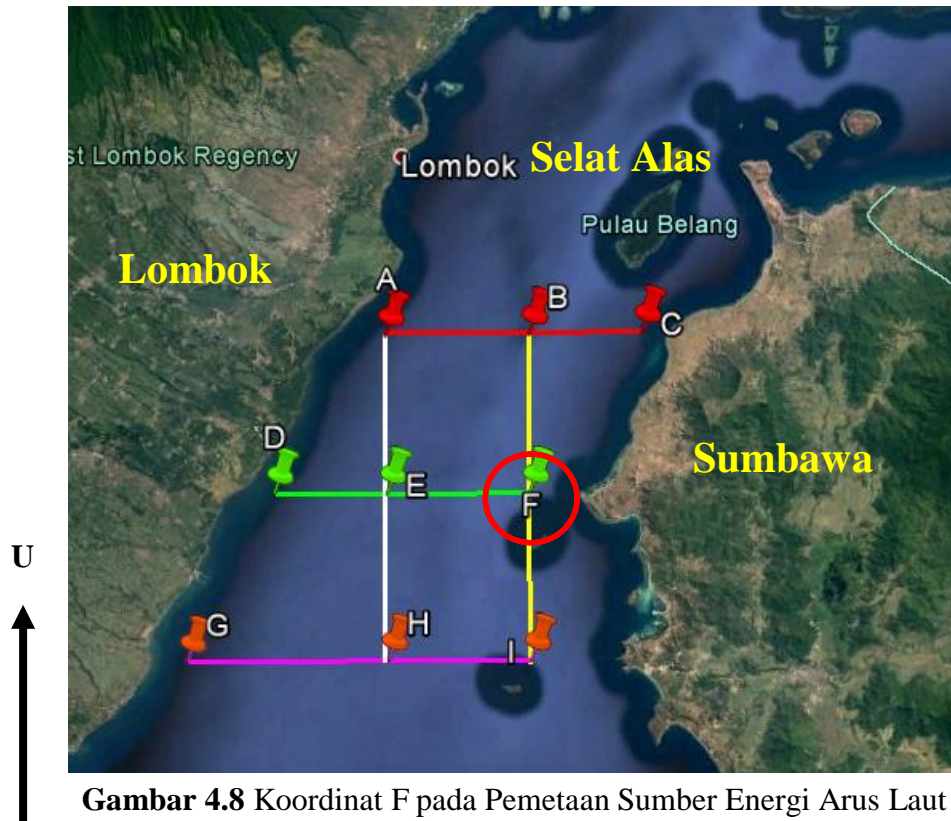 Selat Alas
st Lombok Regency
Lombok
Pulau Belang
Lombok
A
B
C
D
E
F
Sumbawa
U
G
H
I
Gambar 4.8 Koordinat F pada Pemetaan Sumber Energi Arus Laut